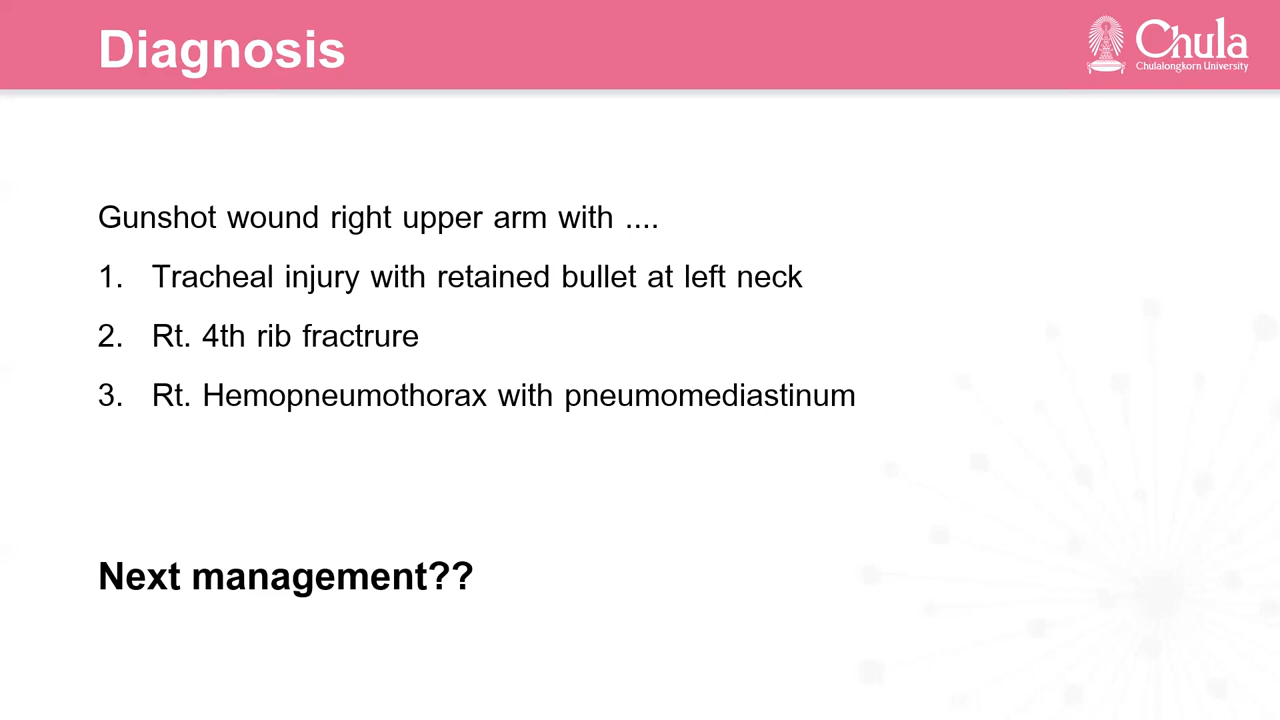 Diagnosis
Chula
Chulalongkorn University
Gunshot wound right upper arm with ....
1. Tracheal injury with retained bullet at left neck
2. Rt. 4th rib fractrure
3. Rt. Hemopneumothorax with pneumomediastinum
Next management??